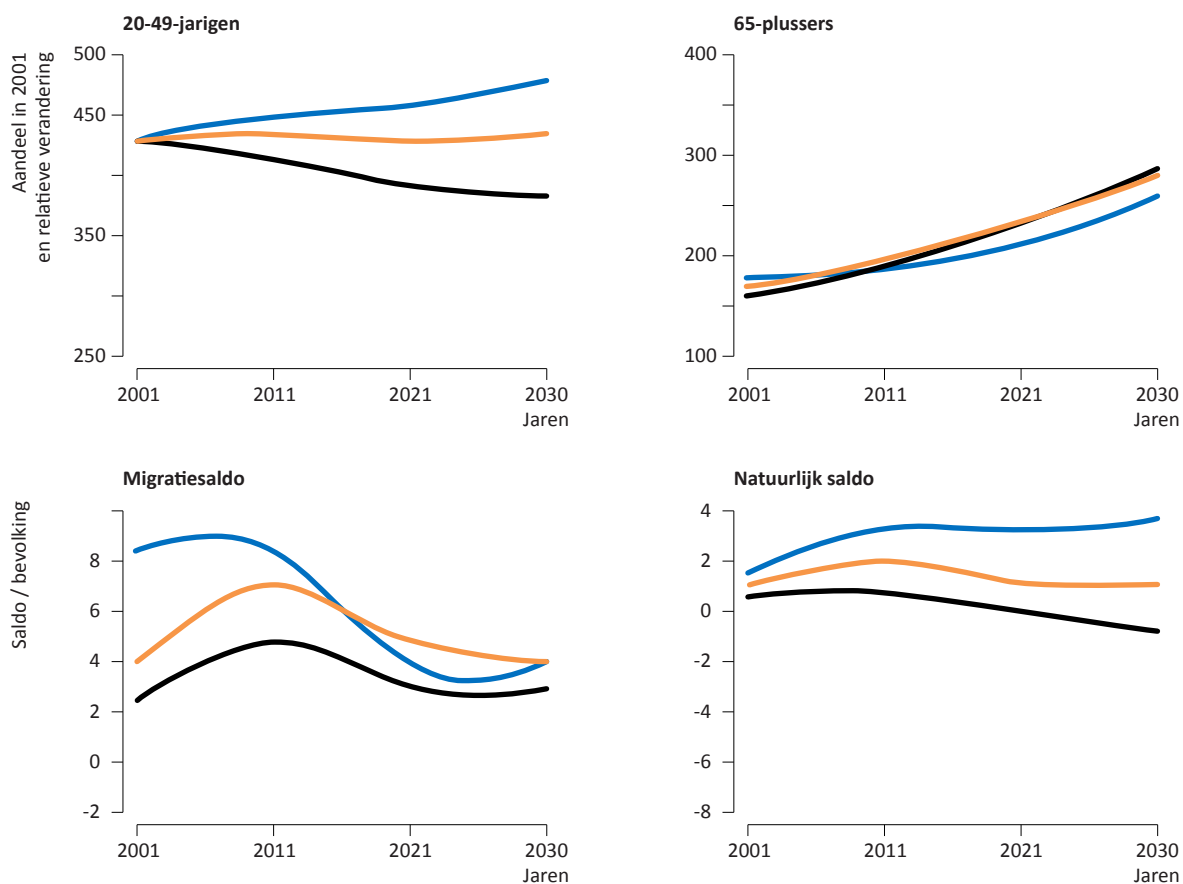 20-49-jarigen
Aandeel in 2001
en relatieve verandering
500
450
350
250
2001 2011 2021 2030
Jaren
65-plussers
400
300
200
100
2001 2011 2021 2030
Jaren
Migratiesaldo
Saldo / bevolking
8
6
4
2
0
-2
2001 2011 2021 2030
Jaren
Natuurlijk saldo
4
2
0
-2
-4
-6
-8
2001 2011 2021 2030
Jaren